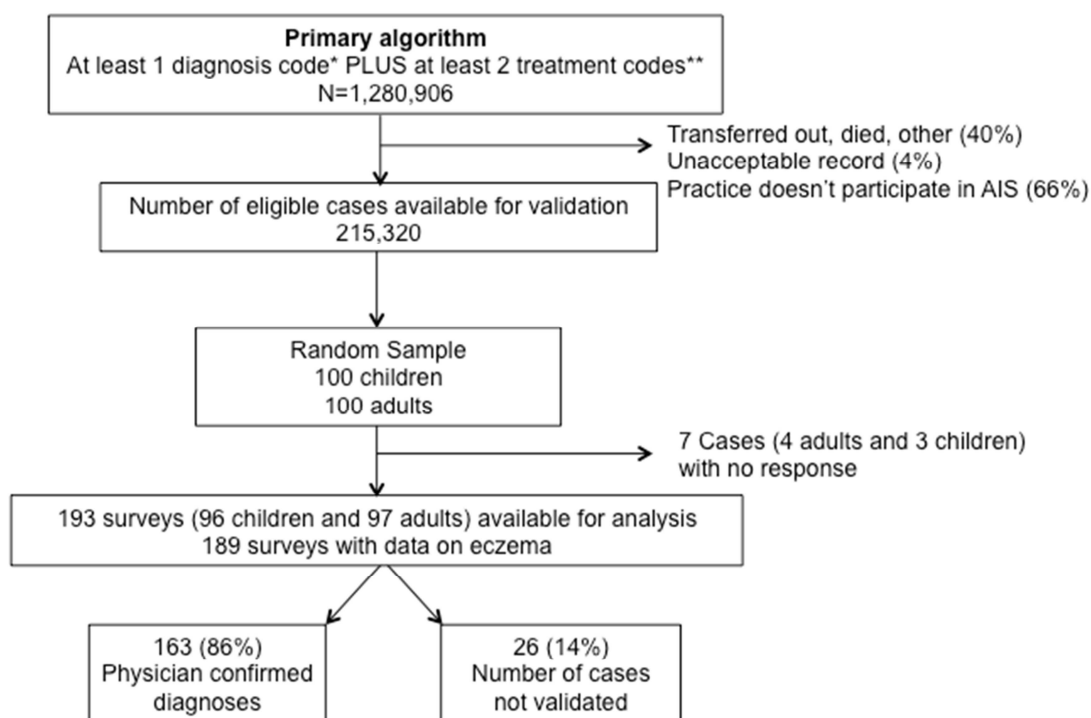 Primary algorithm
At least 1 diagnosis code* PLUS at least 2 treatment codes**
N=1,280,906
Transferred out, died, other (40%)
Unacceptable record (4%)
Practice doesn't participate in AIS (66%)
Number of eligible cases available for validation
215,320
Random Sample
100 children
100 adults
7 Cases (4 adults and 3 children)
with no response
193 surveys (96 children and 97 adults) available for analysis
189 surveys with data on eczema
163 (86%)
Physician confirmed
diagnoses
26 (14%)
Number of cases
not validated